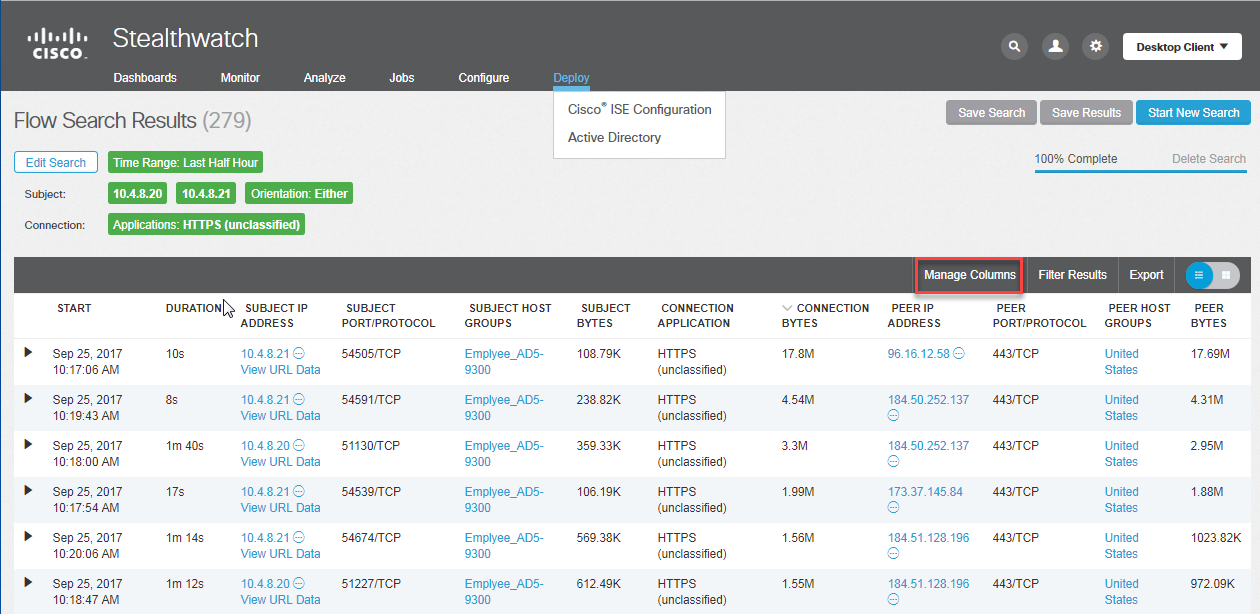 CISCO
Stealthwatch
Desktop Client
Dashboards Monitor Analyze Jobs Configure Deploy
Cisco® ISE Configuration
Active Directory
Flow Search Results (279)
Save Search Save Results Start New Search
Edit Search Time Range: Last Half Hour
100% Complete Delete Search
Subject: 10.4.8.20 10.4.8.21 Orientation: Either
Connection: Applications: HTTPS (unclassified)
Manage Columns Filter Results Export
START DURATION SUBJECT IP SUBJECT SUBJECT HOST SUBJECT CONNECTION CONNECTION PEER IP PEER PEER HOST PEER
ADDRESS PORT/PROTOCOL GROUPS BYTES APPLICATION BYTES ADDRESS PORT/PROTOCOL GROUPS BYTES
Sep 25, 2017 10s 10.4.8.21 54505/TCP Emplyee_AD5- 108.79K HTTPS 17.8M 96.16.12.58 443/TCP United 17.69M
10:17:06 AM View URL Data 9300 (unclassified) States
Sep 25, 2017 8s 10.4.8.21 54591/TCP Emplyee_AD5- 238.82K HTTPS 4.54M 184.50.252.137 443/TCP United 4.31M
10:19:43 AM View URL Data 9300 (unclassified) States
Sep 25, 2017 1m 40s 10.4.8.20 51130/TCP Emplyee_AD5- 359.33K HTTPS 3.3M 184.50.252.137 443/TCP United 2.95M
10:18:00 AM View URL Data 9300 (unclassified) States
Sep 25, 2017 17s 10.4.8.21 54539/TCP Emplyee_AD5- 106.19K HTTPS 1.99M 173.37.145.84 443/TCP United 1.88M
10:17:54 AM View URL Data 9300 (unclassified) States
Sep 25, 2017 1m 14s 10.4.8.21 54674/TCP Emplyee_AD5- 569.38K HTTPS 1.56M 184.51.128.196 443/TCP United 1023.82K
10:20:06 AM View URL Data 9300 (unclassified) States
Sep 25, 2017 1m 12s 10.4.8.20 51227/TCP Emplyee_AD5- 612.49K HTTPS 1.55M 184.51.128.196 443/TCP United 972.09K
10:18:47 AM View URL Data 9300 (unclassified) States